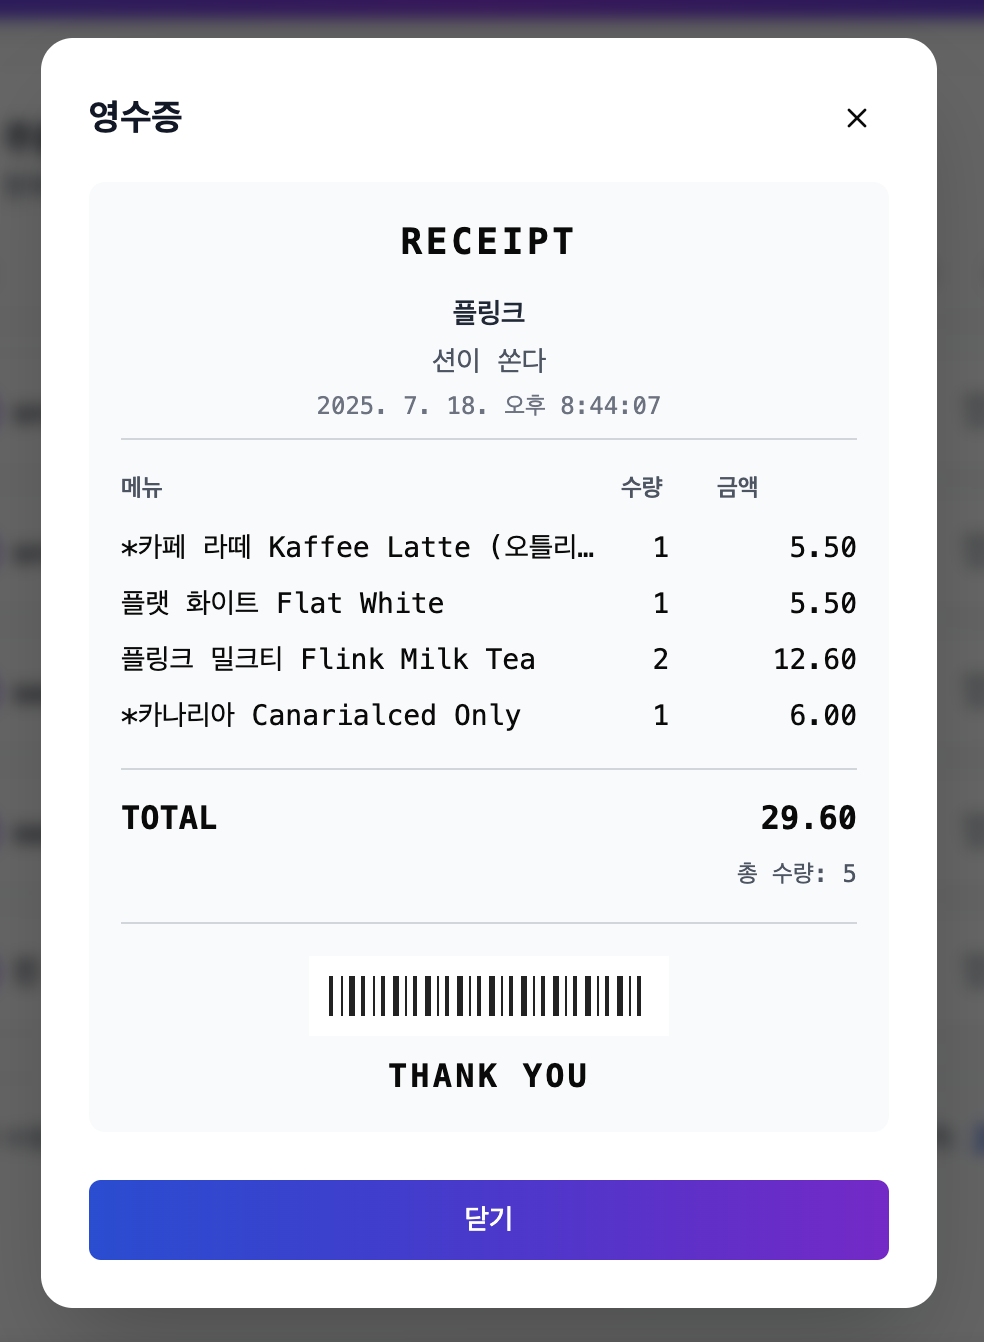 영수증
RECEIPT
플링크
션이 쏜다
2025. 7. 18. 오후 8:44:07
메뉴 수량 금액
*카페 라떼 Kaffee Latte (오틀리… 1 5.50
플랫 화이트 Flat White 1 5.50
플링크 밀크티 Flink Milk Tea 2 12.60
*카나리아 Canarialced Only 1 6.00
TOTAL 29.60
총 수량: 5
THANK YOU
닫기